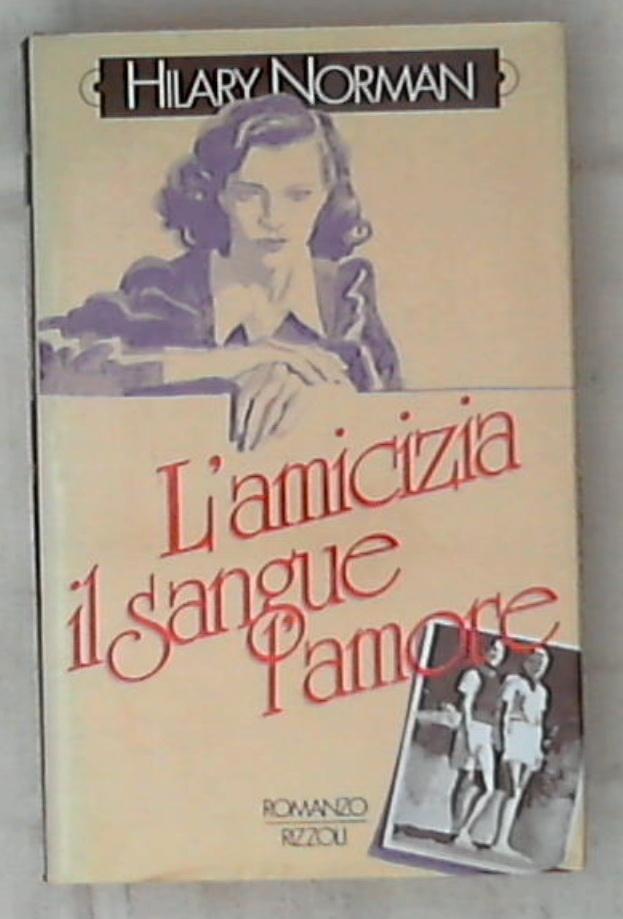 HILARY NORMAN
L'amicizia
il sangue
l'amore
ROMANZO
RIZZOLI